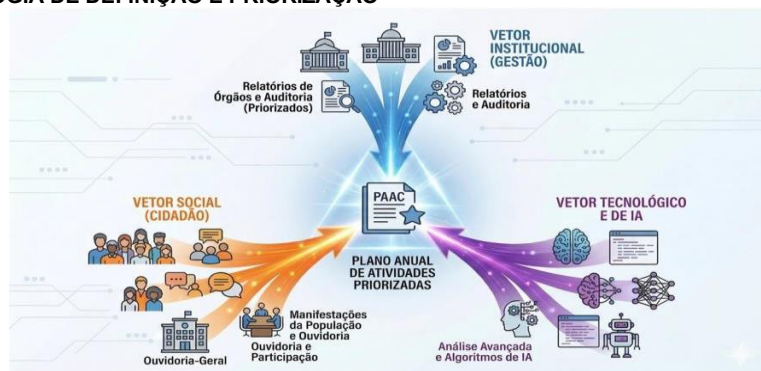 VETOR
INSTITUCIONAL
(GESTÃO)
Relatórios de
Órgãos e Auditoria
(Priorizados)
Relatórios
e Auditoria
PAAC
PLANO ANUAL
DE ATIVIDADES
PRIORIZADAS
VETOR SOCIAL
(CIDADÃO)
Ouvidoria-Geral
Manifestações
da População
e Ouvidoria
Ouvidoria e
Participação
VETOR TECNOLÓGICO
E DE IA
Análise Avançada
e Algoritmos de IA